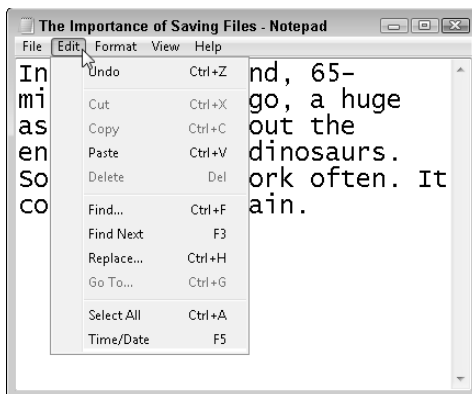 The Importance of Saving Files - Notepad
File Edit Format View Help
Undo Ctrl+Z
Cut Ctrl+X
Copy Ctrl+C
Paste Ctrl+V
Delete Del
Find... Ctrl+F
Find Next F3
Replace... Ctrl+H
Go To... Ctrl+G
Select All Ctrl+A
Time/Date F5
In nd, 65-
mi go, a huge
as out the
en dinosaurs.
So ork often. It
co ain.